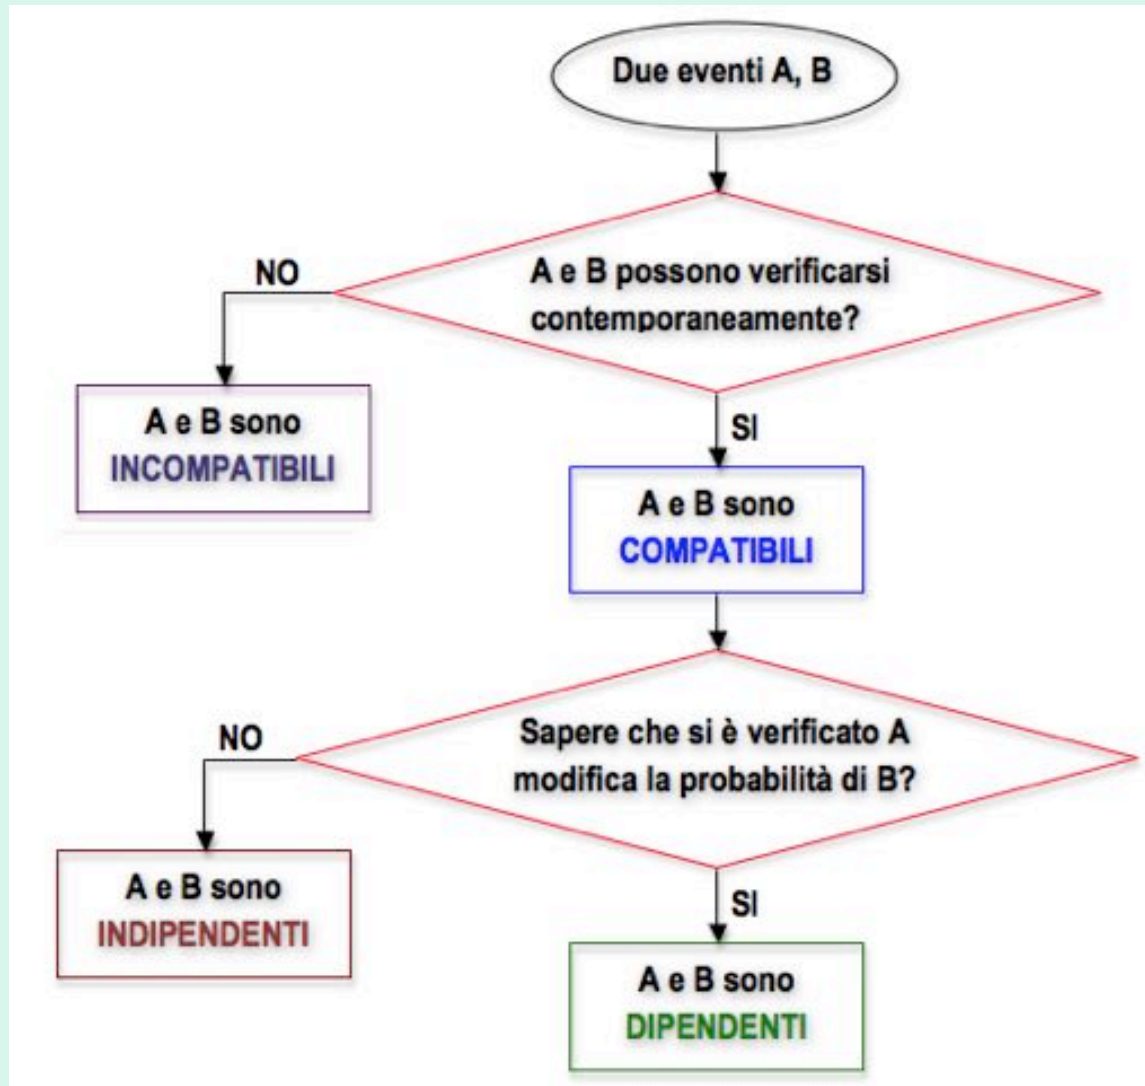 Due eventi A, B
A e B possono verificarsi
contemporaneamente?
NO
A e B sono
INCOMPATIBILI
SI
A e B sono
COMPATIBILI
Sapere che si è verificato A
modifica la probabilità di B?
NO
A e B sono
INDIPENDENTI
SI
A e B sono
DIPENDENTI